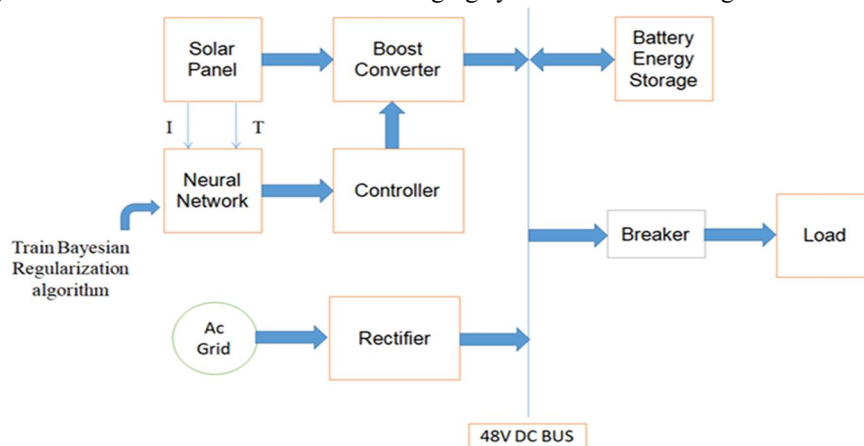 Solar
Panel
Boost
Converter
Battery
Energy
Storage
I
T
Neural
Network
Controller
Train Bayesian
Regularization
algorithm
Breaker
Load
Ac
Grid
Rectifier
48V DC BUS